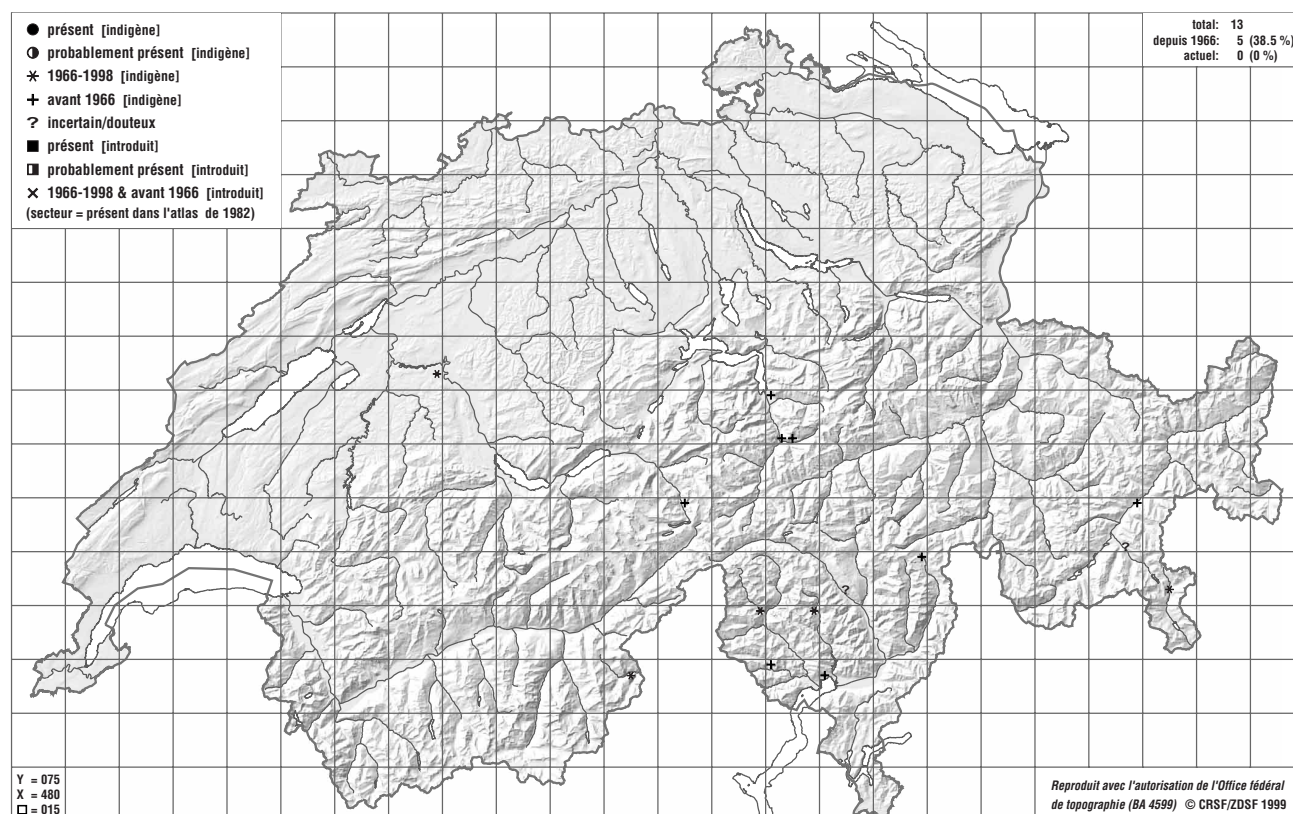 ● présent [indigène]
◑ probablement présent [indigène]
* 1966-1998 [indigène]
+ avant 1966 [indigène]
? incertain/douteux
■ présent [introduit]
◨ probablement présent [introduit]
× 1966-1998 & avant 1966 [introduit]
(secteur = présent dans l'atlas de 1982)
total: 13
depuis 1966: 5 (38.5 %)
actuel: 0 (0 %)
?
?
Y = 075
X = 480
□ = 015
Reproduit avec l'autorisation de l'Office fédéral
de topographie (BA 4599) © CRSF/ZDSF 1999